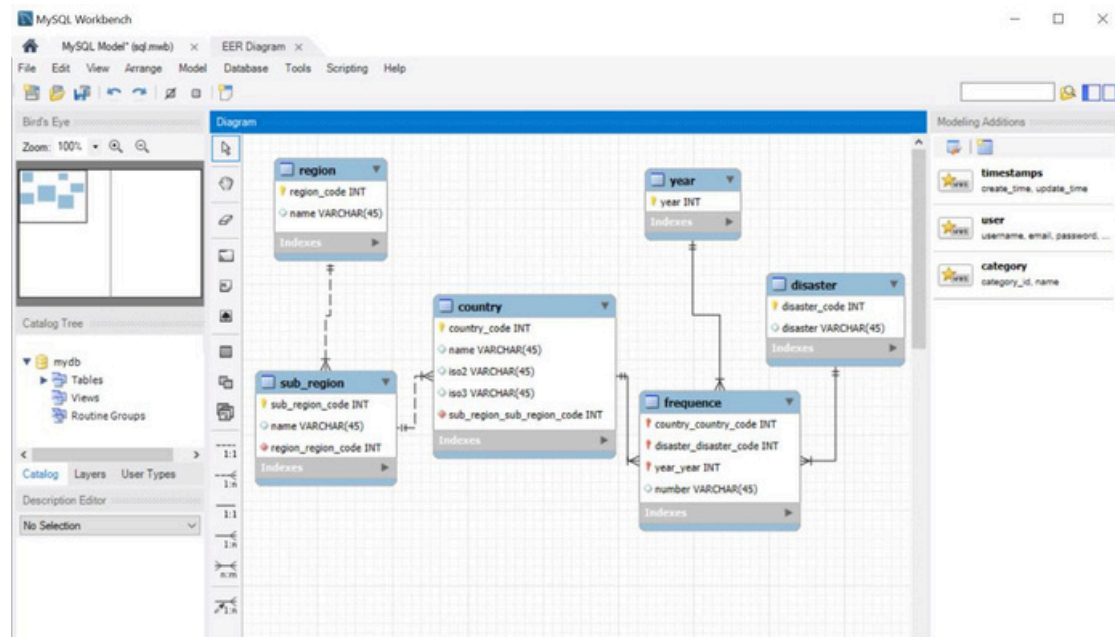 MySQL Workbench
MySQL Model* (sql.mwb) ×
EER Diagram ×
File Edit View Arrange Model Database Tools Scripting Help
Bird's Eye
Zoom: 100%
Catalog Tree
mydb
Tables
Views
Routine Groups
Catalog Layers User Types
Description Editor
No Selection
Diagram
1:1
1:n
1:1
1:n
n:m
1:n
region
region_code INT
name VARCHAR(45)
Indexes
sub_region
sub_region_code INT
name VARCHAR(45)
region_region_code INT
Indexes
country
country_code INT
name VARCHAR(45)
iso2 VARCHAR(45)
iso3 VARCHAR(45)
sub_region_sub_region_code INT
Indexes
year
year INT
Indexes
disaster
disaster_code INT
disaster VARCHAR(45)
Indexes
frequence
country_country_code INT
disaster_disaster_code INT
year_year INT
number VARCHAR(45)
Indexes
Modeling Additions
timestamps
create_time, update_time
user
username, email, password, ...
category
category_id, name